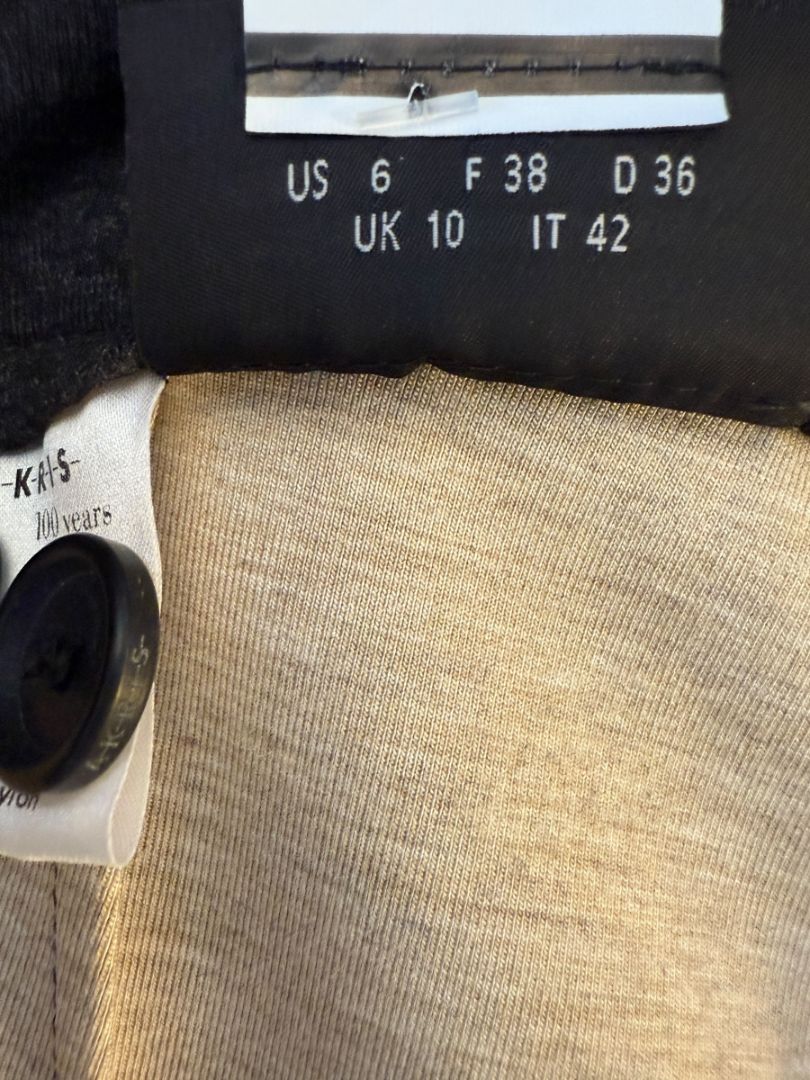 US 6 F 38 D 36
UK 10 IT 42
-K-R-I-S-
100 years
A-K-R-I-S-